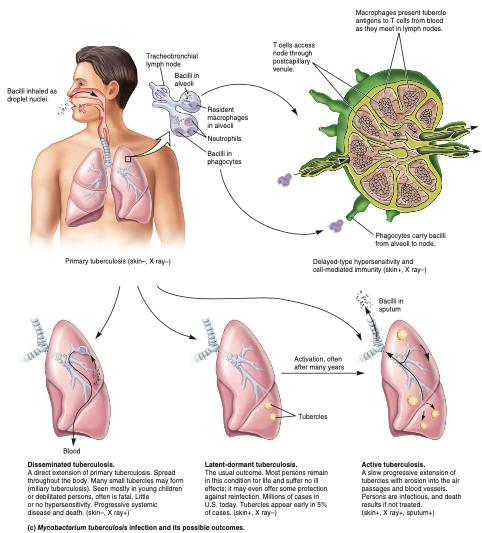 Macrophages present tubercle
antigens to T cells from blood
as they meet in lymph nodes.
T cells access
node through
postcapillary
venule.
Tracheobronchial
lymph node
Bacilli in
alveoli
Bacilli inhaled as
droplet nuclei.
Resident
macrophages
in alveoli
Neutrophils
Bacilli in
phagocytes
Phagocytes carry bacilli
from alveoli to node.
Primary tuberculosis (skin–, X ray–)
Delayed-type hypersensitivity and
cell-mediated immunity (skin+, X ray–)
Bacilli in
sputum
Activation, often
after many years
Tubercles
Blood
Disseminated tuberculosis.
A direct extension of primary tuberculosis. Spread
throughout the body. Many small tubercles may form
(miliary tuberculosis). Seen mostly in young children
or debilitated persons, often is fatal. Little
or no hypersensitivity. Progressive systemic
disease and death. (skin–, X ray+)
Latent-dormant tuberculosis.
The usual outcome. Most persons remain
in this condition for life and suffer no ill
effects; it may even offer some protection
against reinfection. Millions of cases in
U.S. today. Tubercles appear early in 5%
of cases. (skin+, X ray–)
Active tuberculosis.
A slow progressive extension of
tubercles with erosion into the air
passages and blood vessels.
Persons are infectious, and death
results if not treated.
(skin+, X ray+, sputum+)
(c) Mycobacterium tuberculosis infection and its possible outcomes.